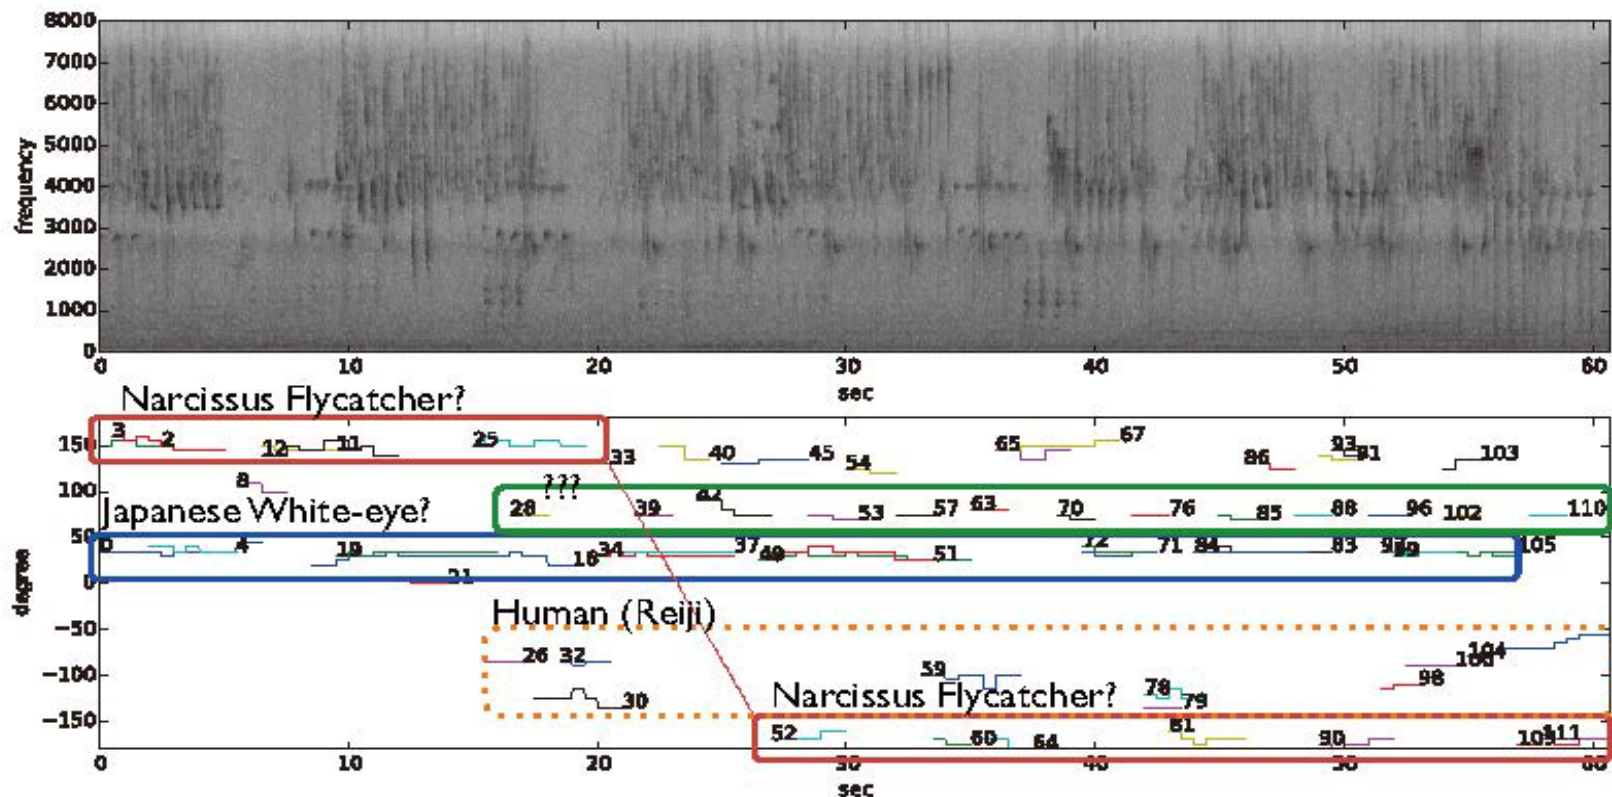 8000
7000
6000
5000
4000
3000
2000
1000
0
frequency
0 10 20 30 40 50 60
sec
Narcissus Flycatcher?
150
100
50
0
−50
−100
−150
degree
3 2 12 11 25 33 40 45 54 65 67 86 93 91 103
8
???
28 39 42 53 57 63 70 76 85 88 96 102 110
Japanese White-eye?
0 4 19 16 34 37 49 51 72 71 84 83 99 105
21
Human (Reiji)
26 32 59 104
30 78 79 98
Narcissus Flycatcher?
52 60 64 81 90 111
0 10 20 30 40 50 60
sec